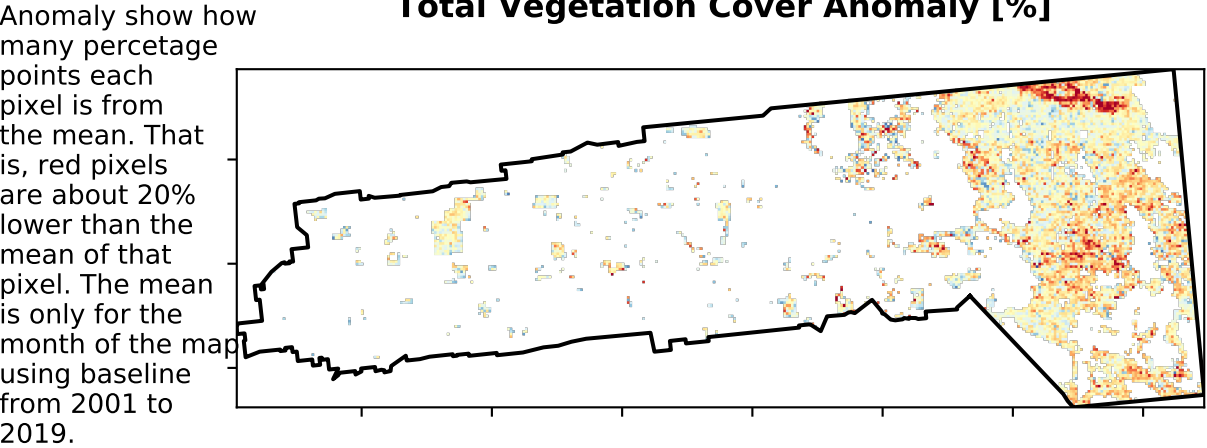 Total Vegetation Cover Anomaly [%]
Anomaly show how
many percetage
points each
pixel is from
the mean. That
is, red pixels
are about 20%
lower than the
mean of that
pixel. The mean
is only for the
month of the map
using baseline
from 2001 to
2019.